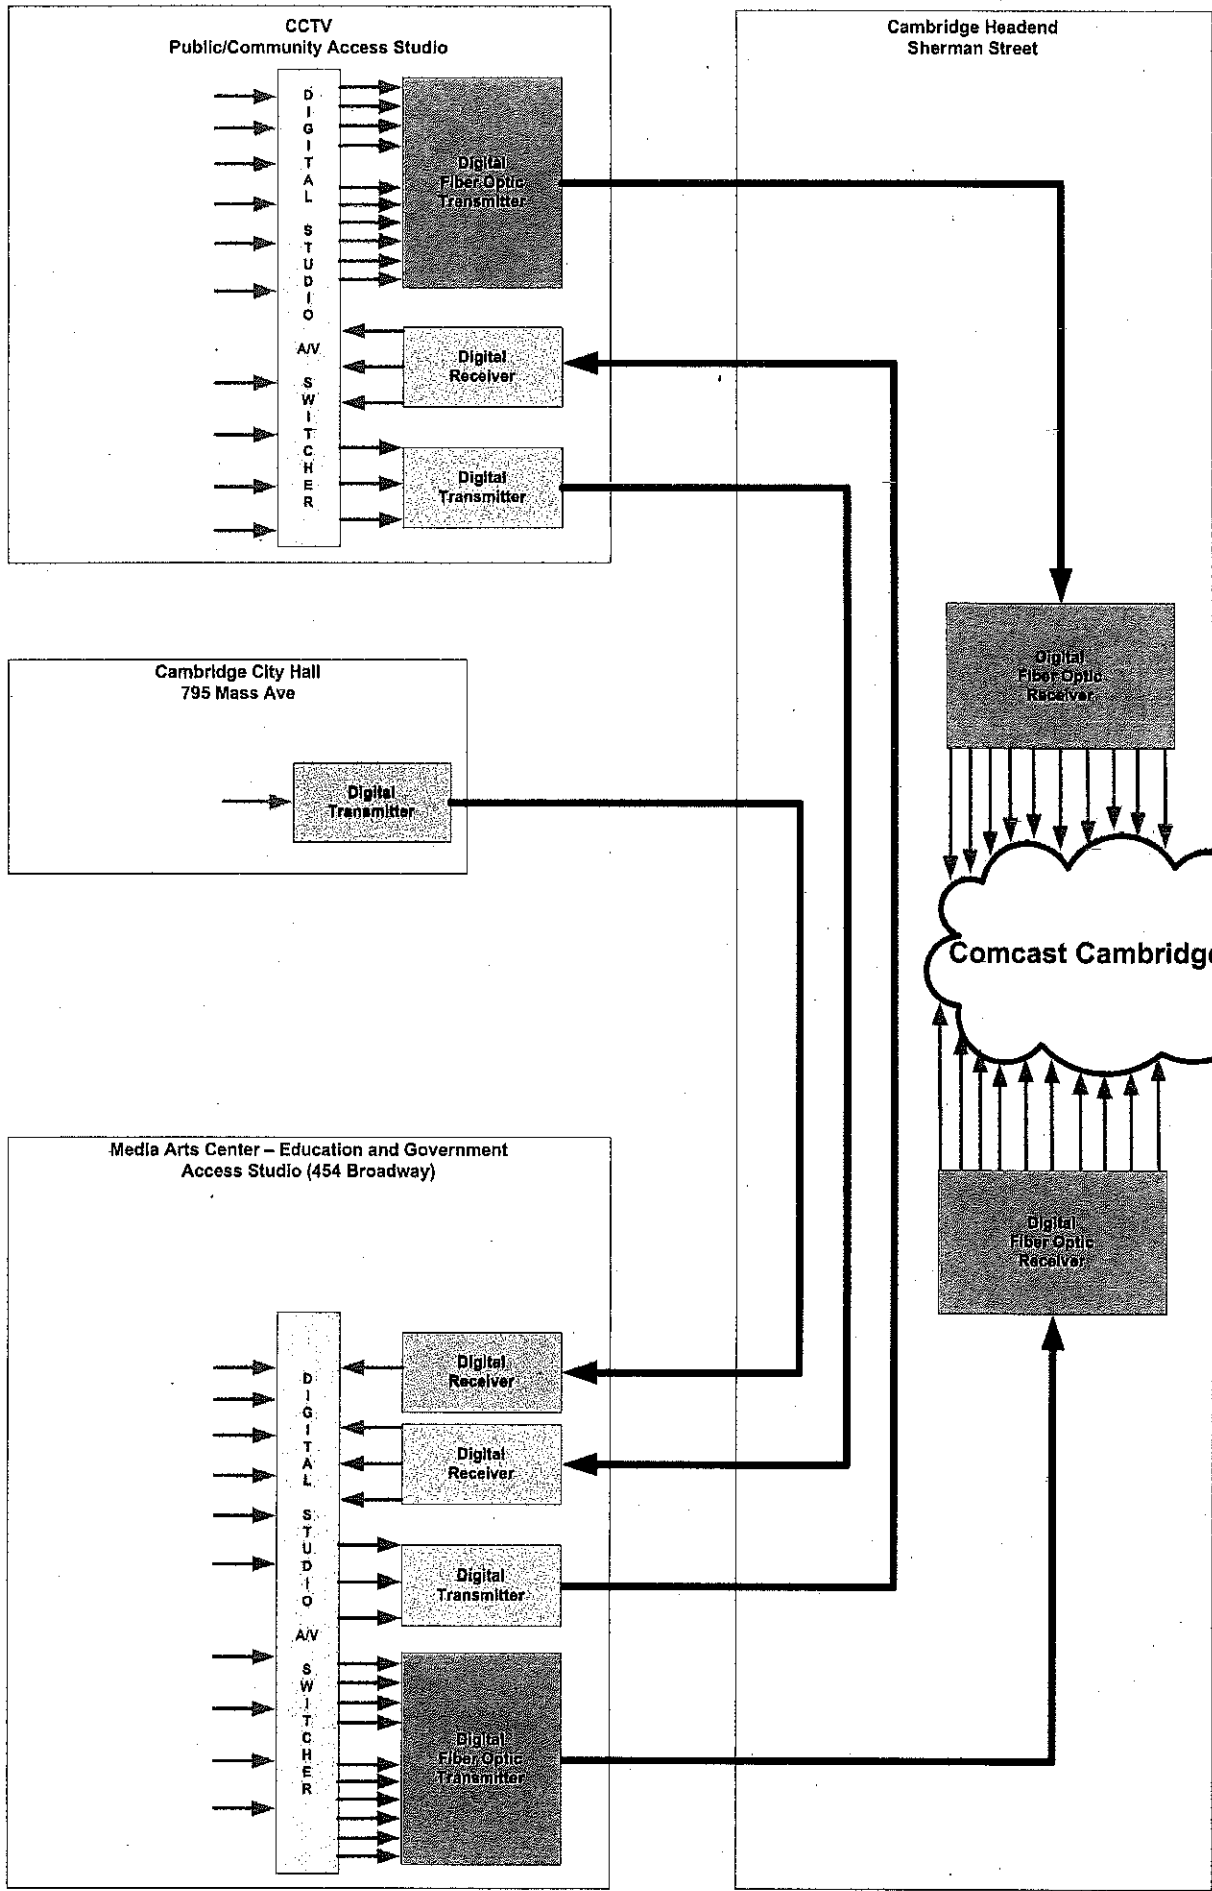 CCTV
Public/Community Access Studio
DIGITAL STUDIO A/V SWITCHER
Digital
Fiber Optic
Transmitter
Digital
Receiver
Digital
Transmitter
Cambridge Headend
Sherman Street
Digital
Fiber Optic
Receiver
Cambridge City Hall
795 Mass Ave
Digital
Transmitter
Comcast Cambridge
Media Arts Center – Education and Government
Access Studio (454 Broadway)
DIGITAL STUDIO A/V SWITCHER
Digital
Receiver
Digital
Receiver
Digital
Transmitter
Digital
Fiber Optic
Transmitter
Digital
Fiber Optic
Receiver